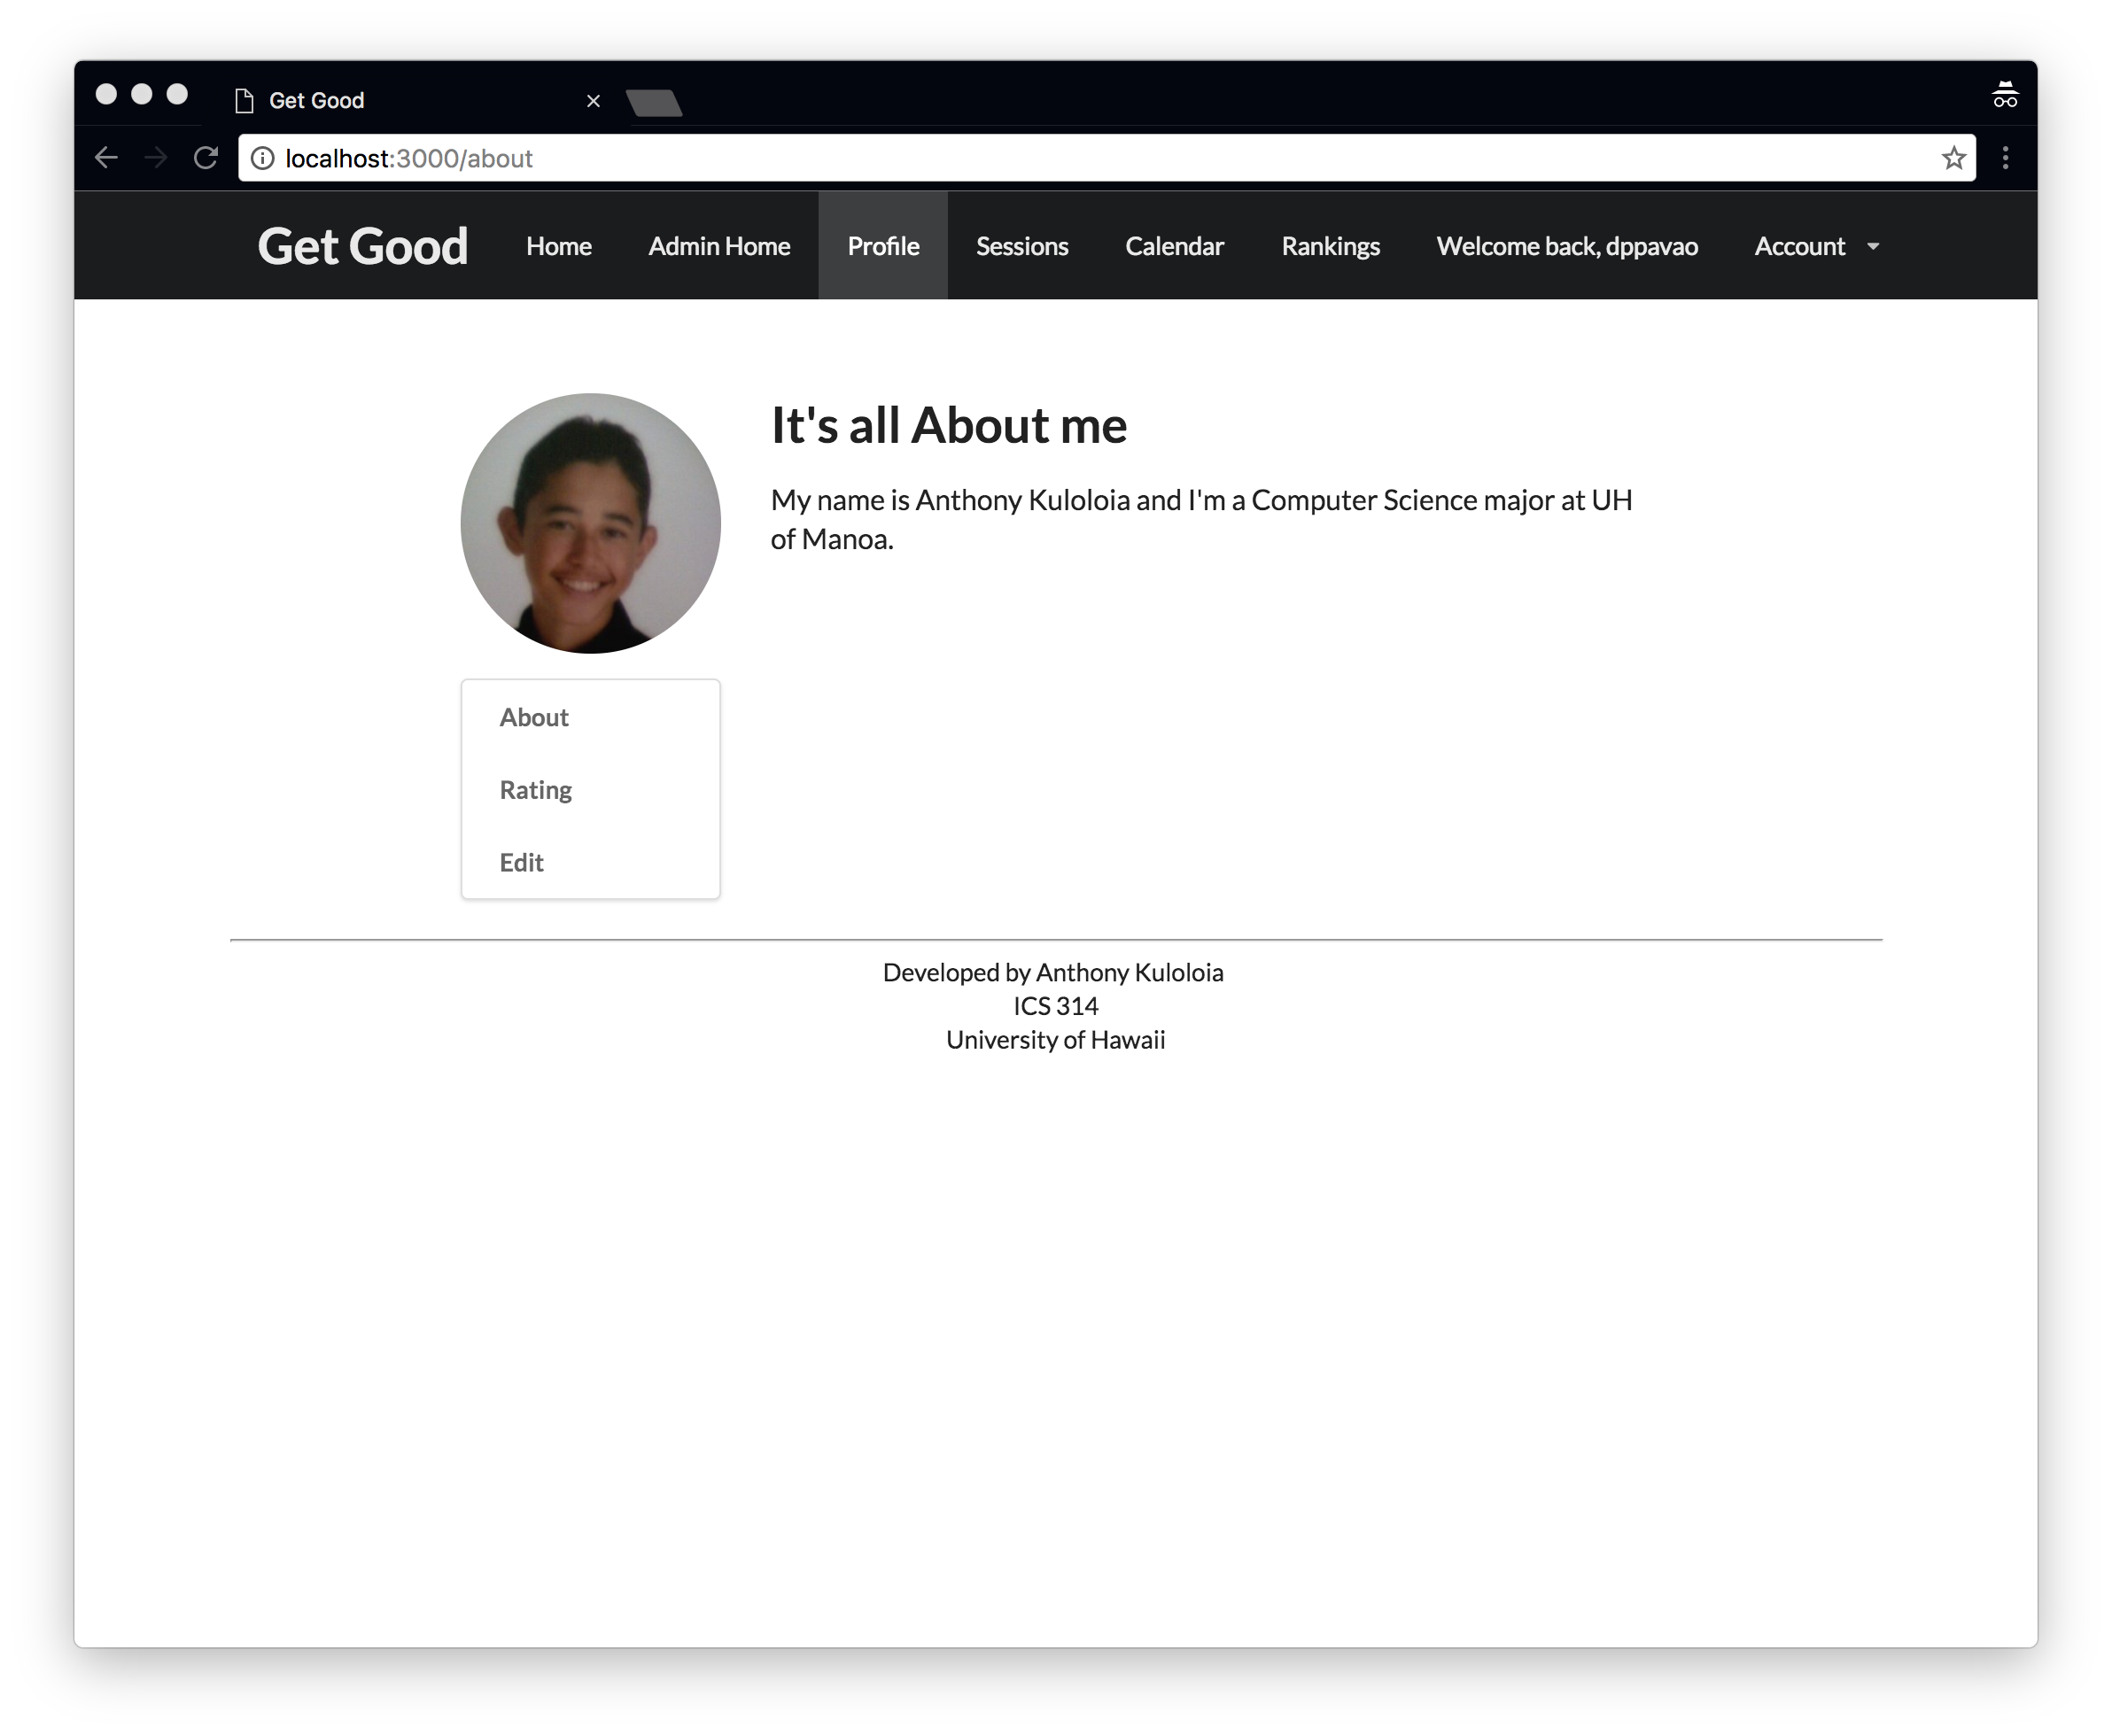 Get Good
localhost:3000/about
Get Good Home Admin Home Profile Sessions Calendar Rankings Welcome back, dppavao Account
It's all About me
My name is Anthony Kuloloia and I'm a Computer Science major at UH
of Manoa.
About
Rating
Edit
Developed by Anthony Kuloloia
ICS 314
University of Hawaii